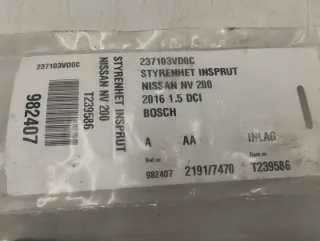 237103VD0C
STYRENHET INSPRUT
NISSAN NV 200
T239586
982407
237103VD0C
STYRENHET INSPRUT
NISSAN NV 200
2016 1.5 DCI
BOSCH
A AA INLAG
982407 2191/7470 T239586